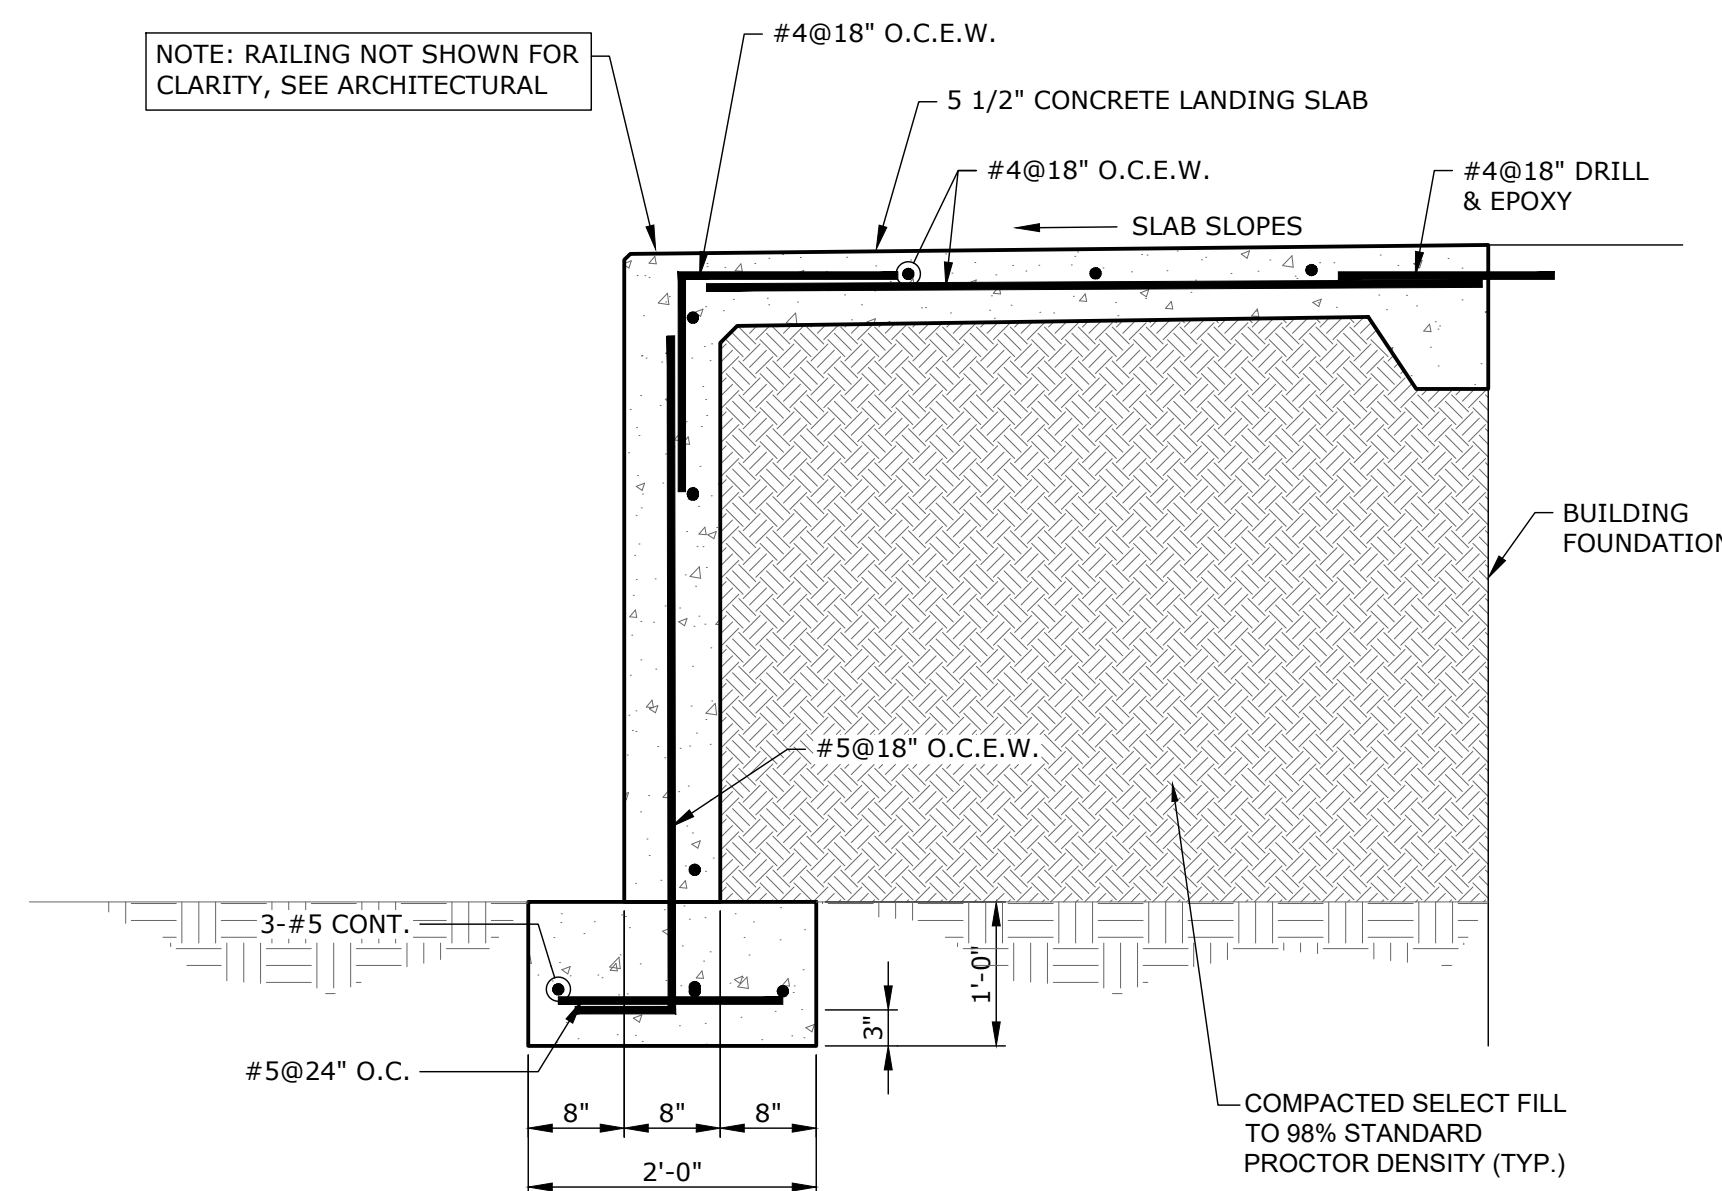 #4@18" O.C.E.W.
NOTE: RAILING NOT SHOWN FOR
CLARITY, SEE ARCHITECTURAL
5 1/2" CONCRETE LANDING SLAB
#4@18" O.C.E.W.
#4@18" DRILL
& EPOXY
SLAB SLOPES
BUILDING
FOUNDATION
#5@18" O.C.E.W.
3-#5 CONT.
1'-0"
3"
#5@24" O.C.
8"
8"
8"
2'-0"
COMPACTED SELECT FILL
TO 98% STANDARD
PROCTOR DENSITY (TYP.)